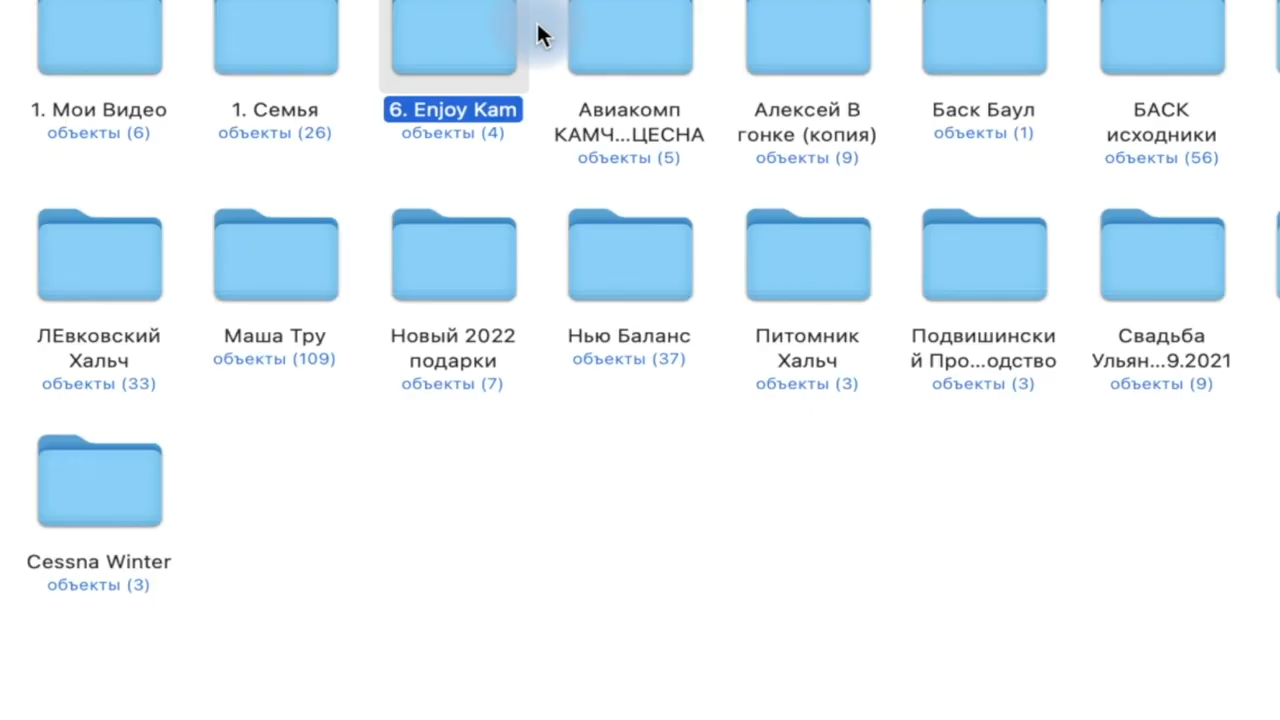 1. Мои Видео
объекты (6)
1. Семья
объекты (26)
6. Enjoy Kam
объекты (4)
Авиакомп
КАМЧ...ЦЕСНА
объекты (5)
Алексей В
гонке (копия)
объекты (9)
Баск Баул
объекты (1)
БАСК
исходники
объекты (56)
ЛЕвковский
Хальч
объекты (33)
Маша Тру
объекты (109)
Новый 2022
подарки
объекты (7)
Нью Баланс
объекты (37)
Питомник
Хальч
объекты (3)
Подвишински
й Про...одство
объекты (3)
Свадьба
Ульян...9.2021
объекты (9)
Cessna Winter
объекты (3)